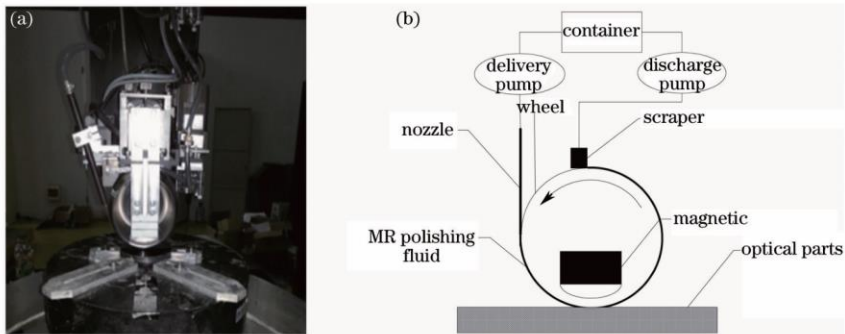 (a)
(b)
container
delivery
pump
discharge
pump
wheel
nozzle
scraper
magnetic
MR polishing
fluid
optical parts